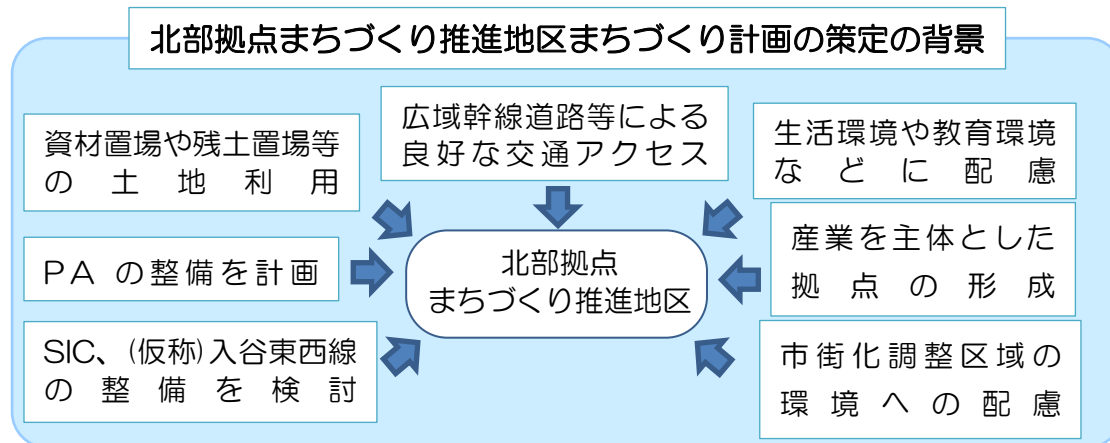 北部拠点まちづくり推進地区まちづくり計画の策定の背景
資材置場や残土置場等
の土地利用
広域幹線道路等による
良好な交通アクセス
生活環境や教育環境
などに配慮
PAの整備を計画
北部拠点
まちづくり推進地区
産業を主体とした
拠点の形成
SIC、(仮称)入谷東西線
の整備を検討
市街化調整区域の
環境への配慮